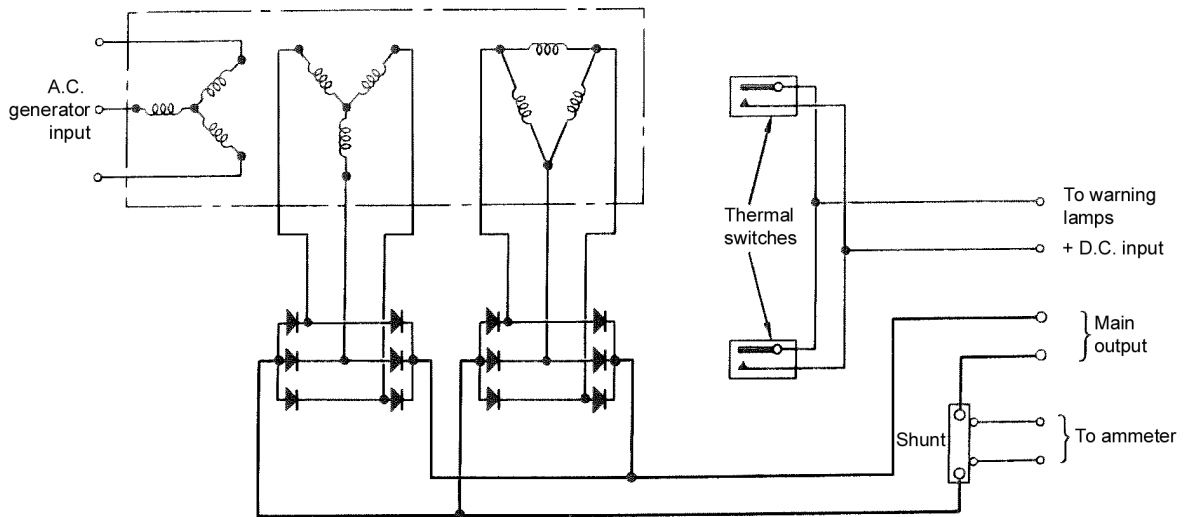 A.C.
generator
input
Thermal
switches
To warning
lamps
+ D.C. input
Main
output
Shunt
To ammeter